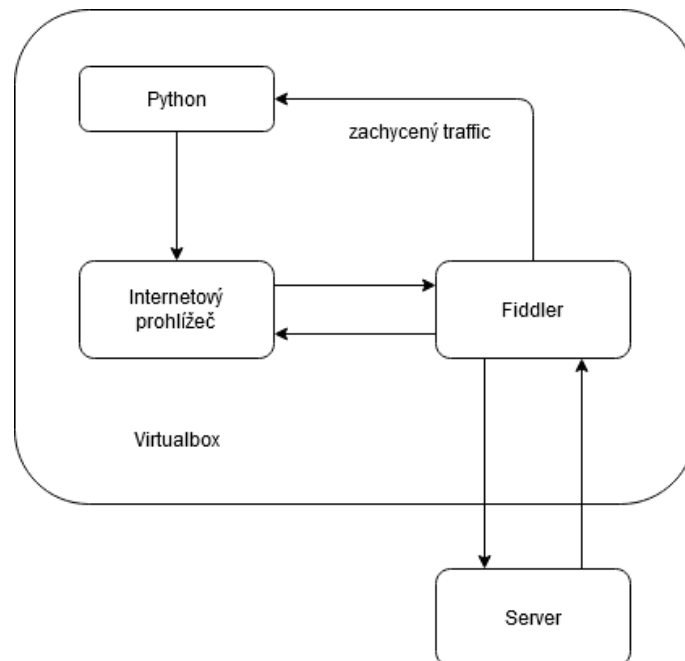 Python
zachycený traffic
Internetový
prohlížeč
Fiddler
Virtualbox
Server